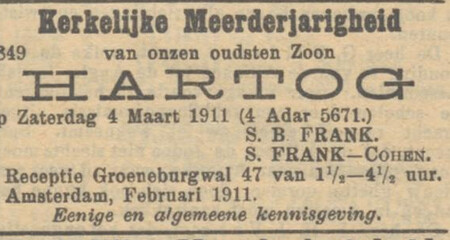 Kerkelijke Meerderjarigheid
349 van onzen oudsten Zoon
HARTOG
p Zaterdag 4 Maart 1911 (4 Adar 5671.)
S. B FRANK.
S. FRANK—COHEN.
Receptie Groeneburgwal 47 van 1½—4½ uur.
Amsterdam, Februari 1911.
Eenige en algemeene kennisgeving.